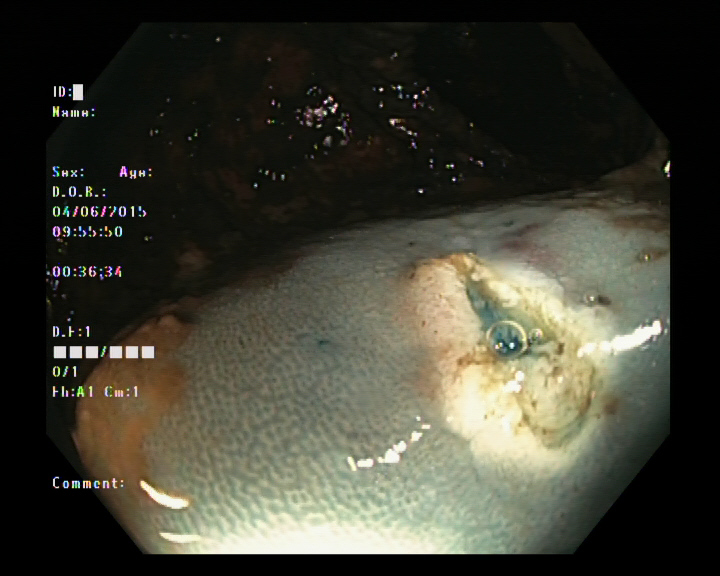 ID:
Name:
Sex: Age:
D.O.B.:
04/06/2015
09:55:50
00:36:34
D.F:1
■■■/■■■
0/1
Eh:A1 Cm:1
Comment: